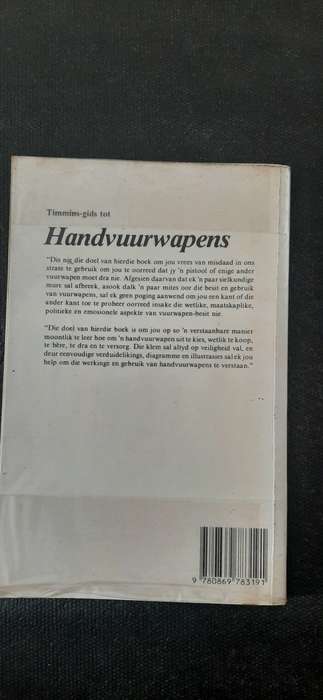 Timmins-gids tot
Handvuurwapens
"Dis nie die doel van hierdie boek om jou vrees van misdaad in ons
strate te gebruik om jou te oorreed dat jy 'n pistool of enige ander
vuurwapen moet dra nie. Afgesien daarvan dat ek 'n paar sielkundige
mure sal afbreek, asook dalk 'n paar mites oor die besit en gebruik
van vuurwapens, sal ek geen poging aanwend om jou een kant of die
ander kant toe te probeer oorreed insake die wetlike, maatskaplike,
politieke en emosionele aspekte van vuurwapen-besit nie.
"Die doel van hierdie boek is om jou op so 'n verstaanbare manier
moontlik te leer hoe om 'n handvuurwapen uit te kies, wetlik te koop,
te bêre, te dra en te versorg. Die klem sal altyd op veiligheid val, en
deur eenvoudige verduidelikings, diagramme en illustrasies sal ek jou
help om die werkinge en gebruik van handvuurwapens te verstaan."
9 780869 783191